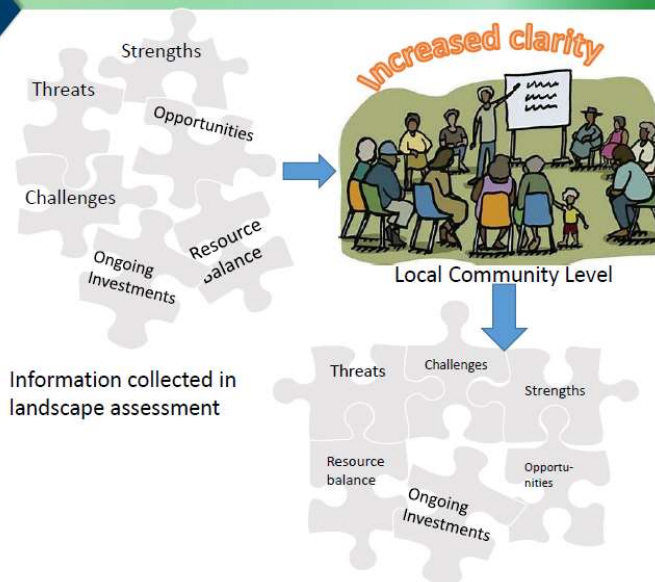 Strengths
Threats
Opportunities
Challenges
Resource
balance
Ongoing
Investments
Information collected in
landscape assessment
Increased clarity
Local Community Level
Threats
Challenges
Strengths
Resource
balance
Ongoing
Investments
Opportu-
nities